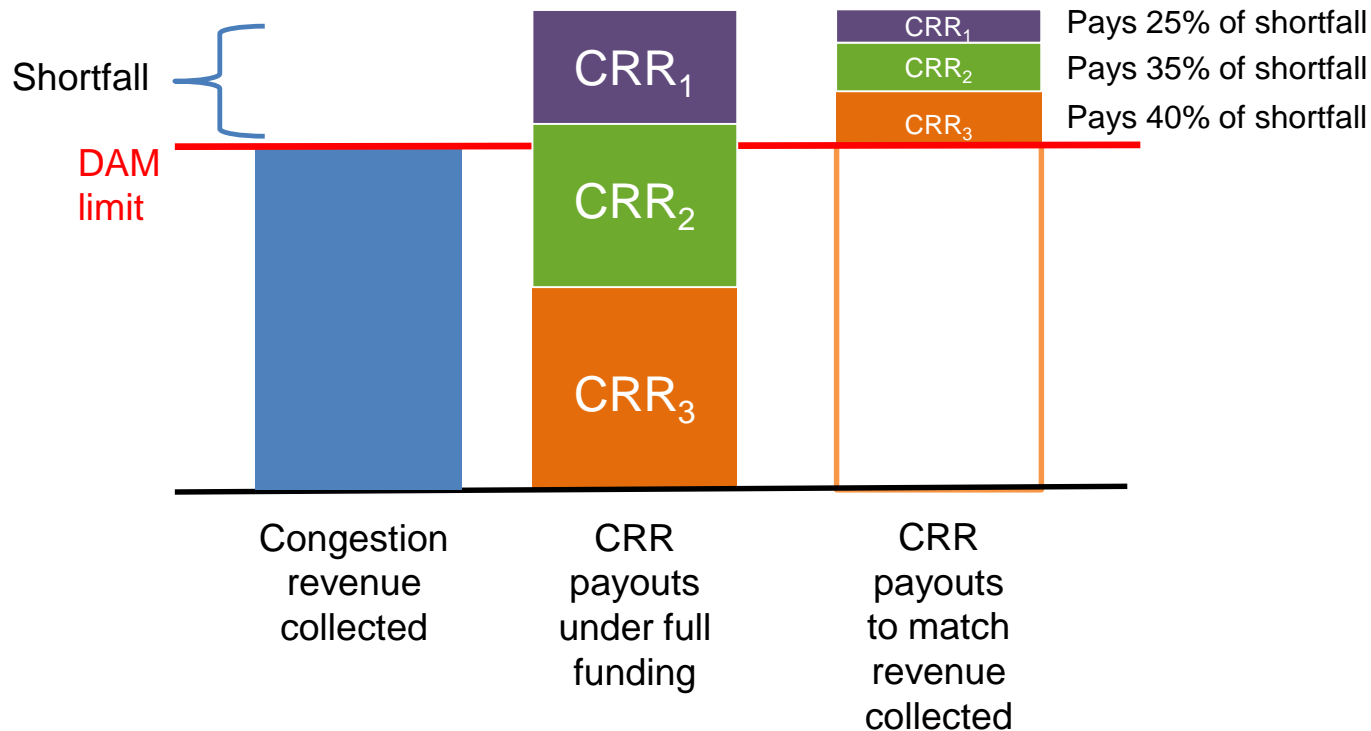 Shortfall
DAM
limit
CRR₁
CRR₂
CRR₃
CRR₁
CRR₂
CRR₃
Pays 25% of shortfall
Pays 35% of shortfall
Pays 40% of shortfall
Congestion
revenue
collected
CRR
payouts
under full
funding
CRR
payouts
to match
revenue
collected